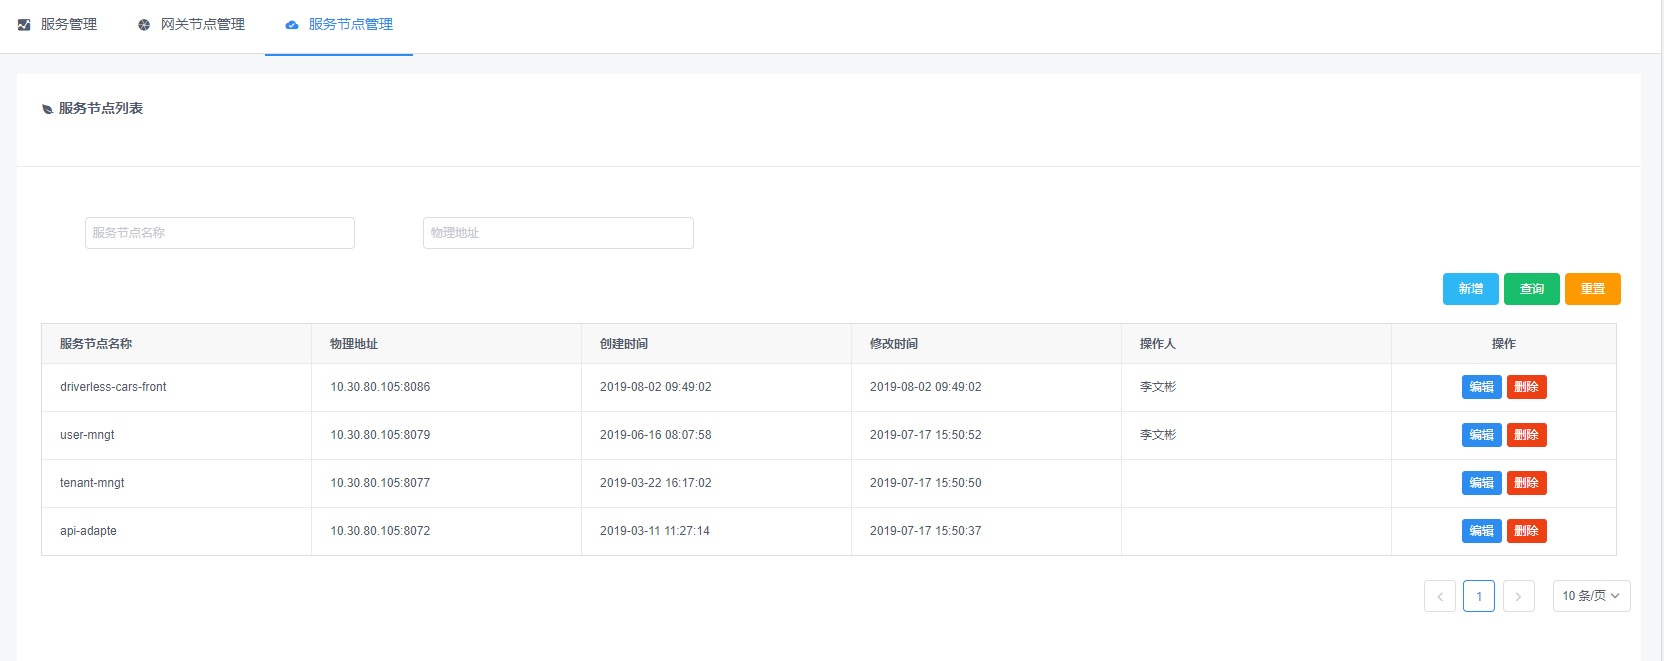 服务管理 网关节点管理 服务节点管理
服务节点列表
服务节点名称 物理地址
新增 查询 重置
服务节点名称 物理地址 创建时间 修改时间 操作人 操作
driverless-cars-front 10.30.80.105:8086 2019-08-02 09:49:02 2019-08-02 09:49:02 李文彬 编辑 删除
user-mngt 10.30.80.105:8079 2019-06-16 08:07:58 2019-07-17 15:50:52 李文彬 编辑 删除
tenant-mngt 10.30.80.105:8077 2019-03-22 16:17:02 2019-07-17 15:50:50 编辑 删除
api-adapte 10.30.80.105:8072 2019-03-11 11:27:14 2019-07-17 15:50:37 编辑 删除
1 10 条/页